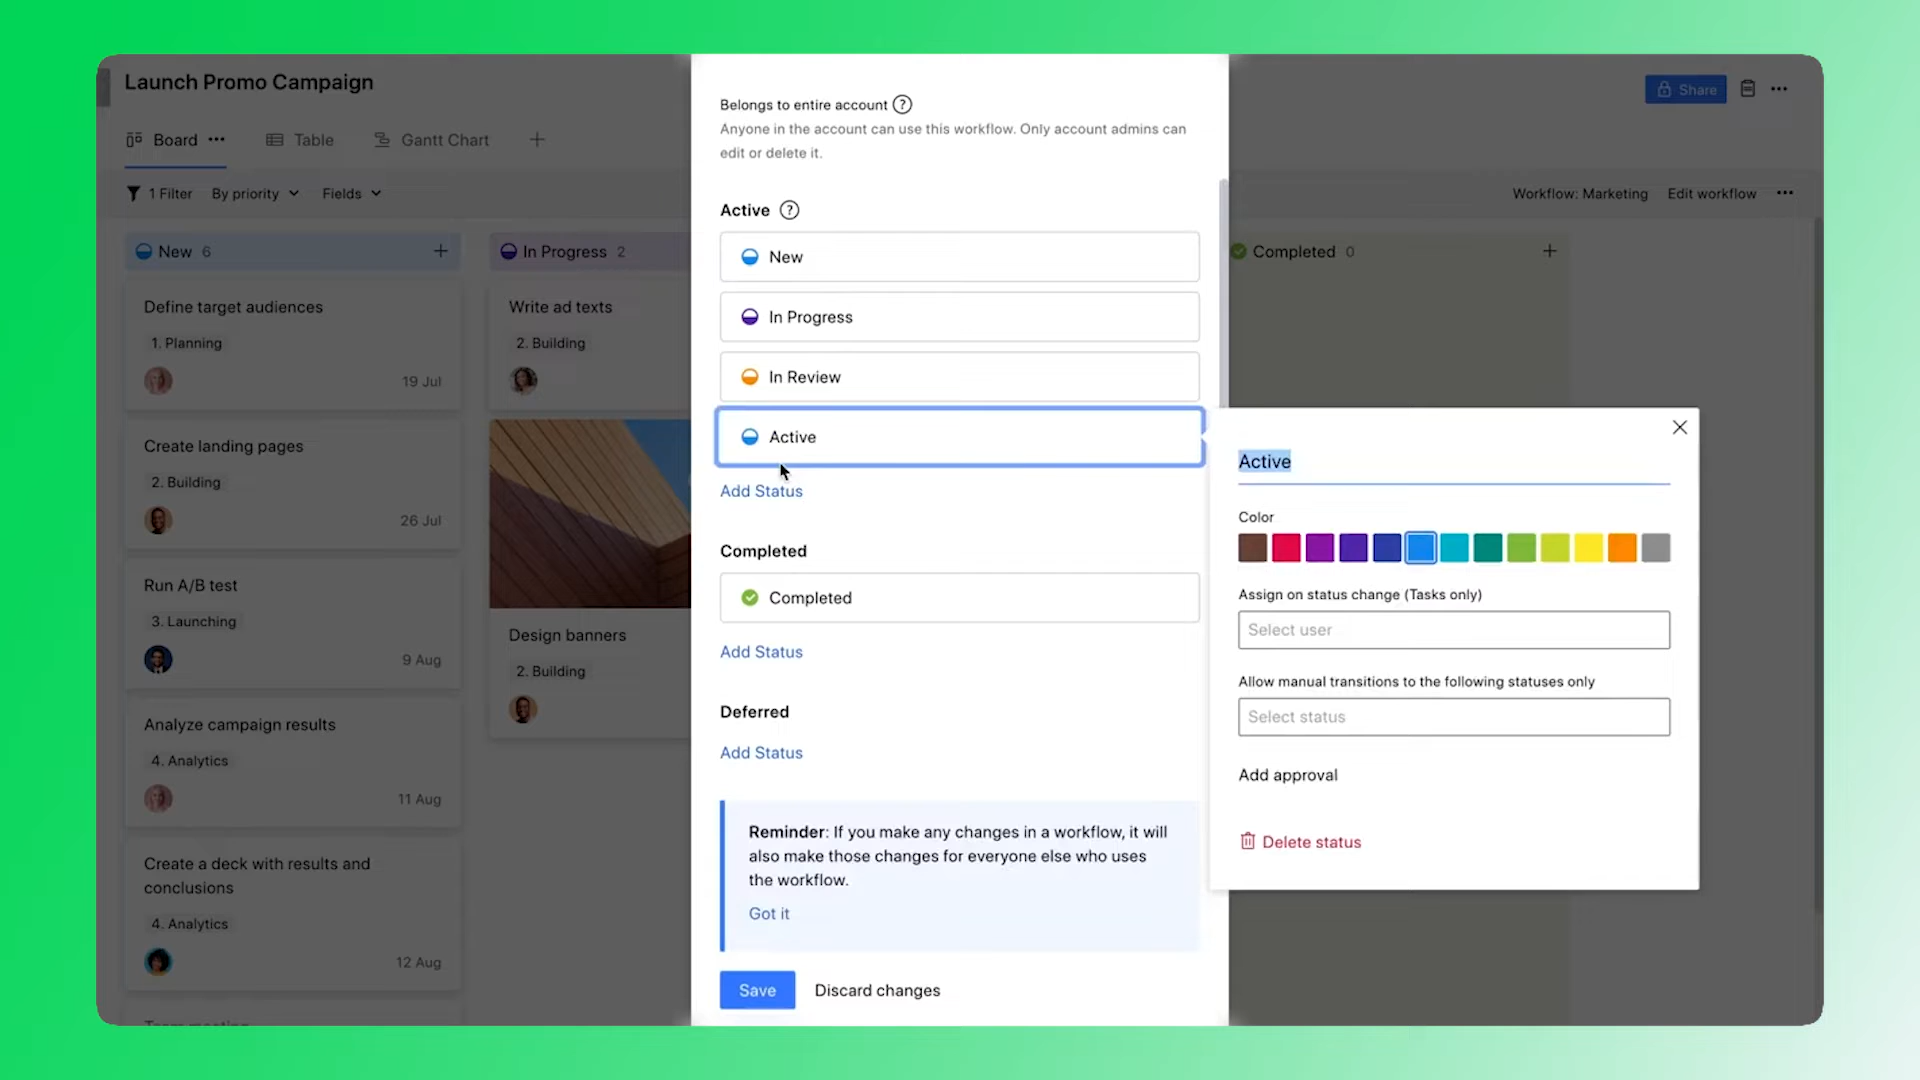 Launch Promo Campaign
Share
Board
Table
Gantt Chart
1 Filter
By priority
Fields
Workflow: Marketing
Edit workflow
New 6
Define target audiences
1. Planning
19 Jul
Create landing pages
2. Building
26 Jul
Run A/B test
3. Launching
9 Aug
Analyze campaign results
4. Analytics
11 Aug
Create a deck with results and
conclusions
4. Analytics
12 Aug
In Progress 2
Write ad texts
2. Building
Design banners
2. Building
Completed 0
Belongs to entire account ?
Anyone in the account can use this workflow. Only account admins can
edit or delete it.
Active ?
New
In Progress
In Review
Active
Add Status
Completed
Completed
Add Status
Deferred
Add Status
Reminder: If you make any changes in a workflow, it will
also make those changes for everyone else who uses
the workflow.
Got it
Save
Discard changes
Active
Color
Assign on status change (Tasks only)
Select user
Allow manual transitions to the following statuses only
Select status
Add approval
Delete status